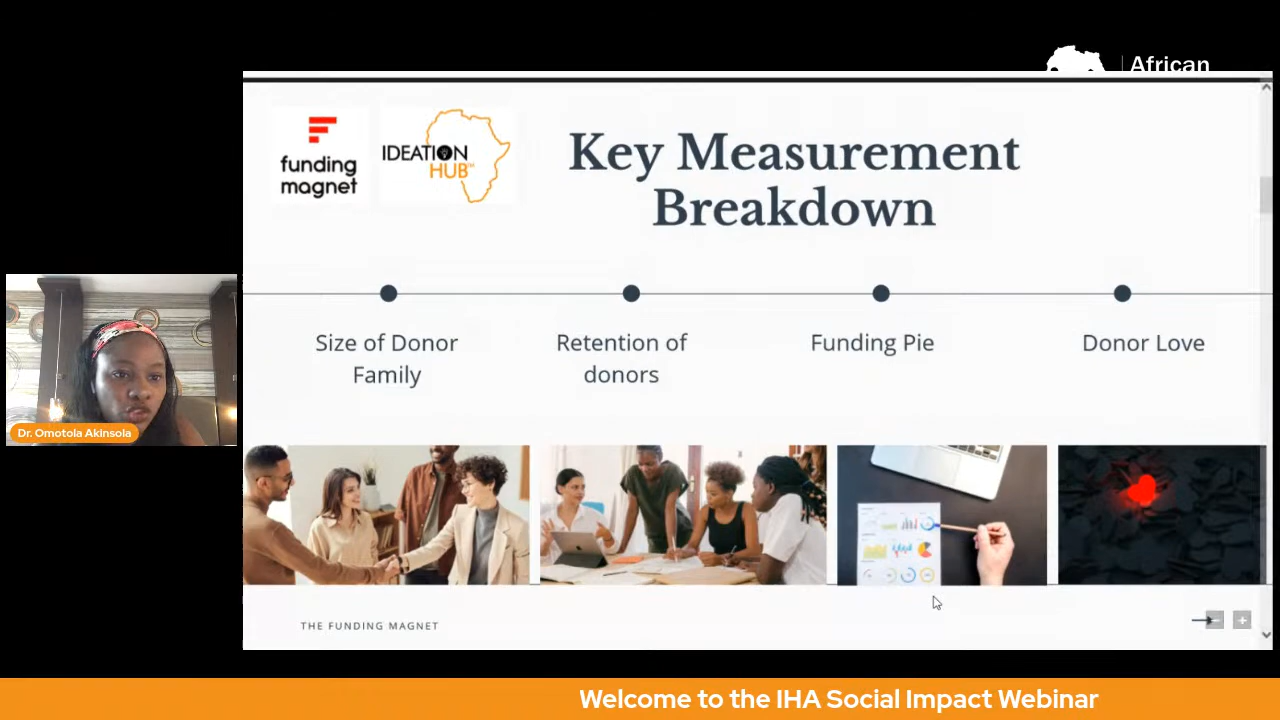 African
funding
magnet
IDEATION
HUB™
Key Measurement
Breakdown
Size of Donor
Family
Retention of
donors
Funding Pie
Donor Love
Dr. Omotola Akinsola
THE FUNDING MAGNET
Welcome to the IHA Social Impact Webinar